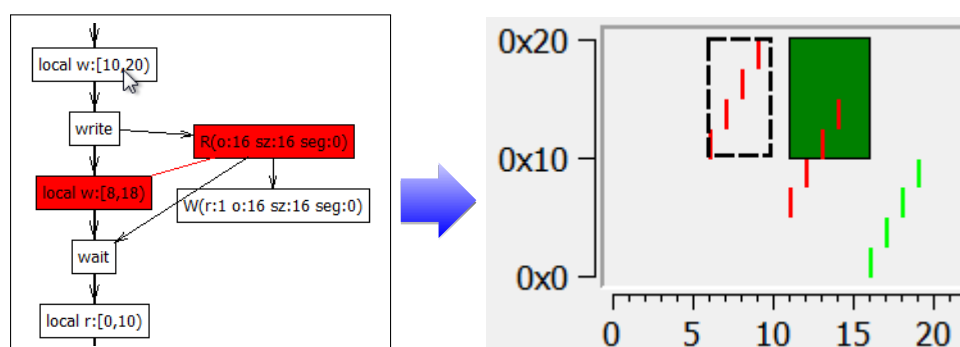 local w:[10,20)
write
R(o:16 sz:16 seg:0)
local w:[8,18)
W(r:1 o:16 sz:16 seg:0)
wait
local r:[0,10)
0x20
0x10
0x0
0 5 10 15 20